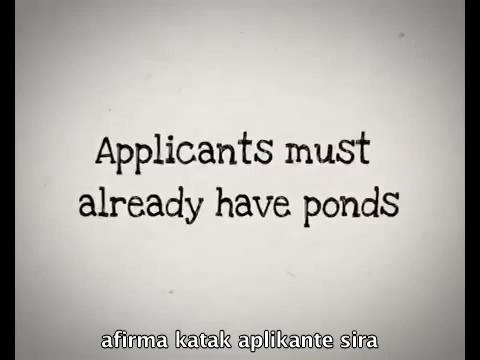 Applicants must
already have ponds
afirma katak aplikante sira